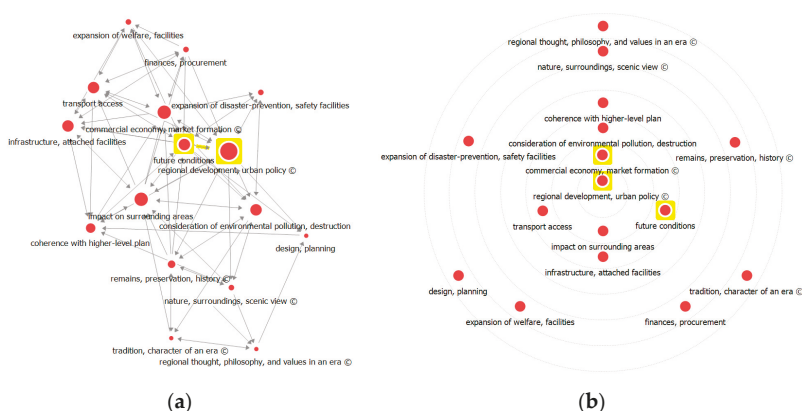 expansion of welfare, facilities
finances, procurement
transport access
expansion of disaster-prevention, safety facilities
infrastructure, attached facilities
commercial economy, market formation ©
future conditions
regional development, urban policy ©
impact on surrounding areas
coherence with higher-level plan
consideration of environmental pollution, destruction
design, planning
remains, preservation, history ©
nature, surroundings, scenic view ©
tradition, character of an era ©
regional thought, philosophy, and values in an era ©
(a)
regional thought, philosophy, and values in an era ©
nature, surroundings, scenic view ©
coherence with higher-level plan
consideration of environmental pollution, destruction
expansion of disaster-prevention, safety facilities
remains, preservation, history ©
commercial economy, market formation ©
regional development, urban policy ©
transport access
future conditions
impact on surrounding areas
infrastructure, attached facilities
design, planning
tradition, character of an era ©
expansion of welfare, facilities
finances, procurement
(b)